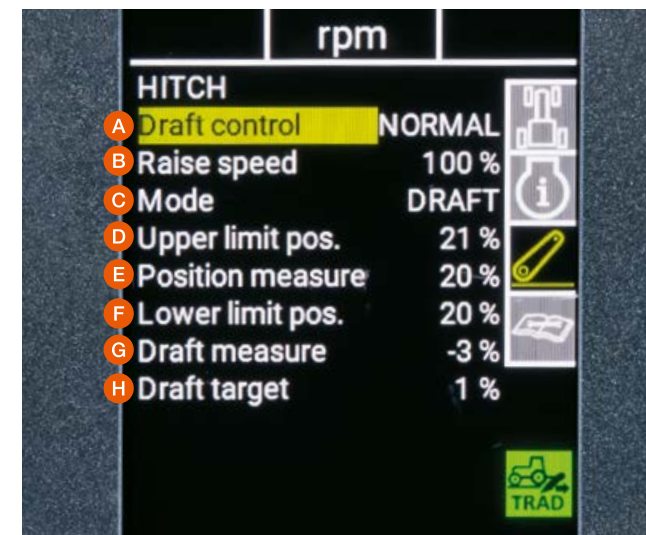 rpm
HITCH
A Draft control NORMAL
B Raise speed 100 %
C Mode DRAFT
D Upper limit pos. 21 %
E Position measure 20 %
F Lower limit pos. 20 %
G Draft measure -3 %
H Draft target 1 %
i
TRAD